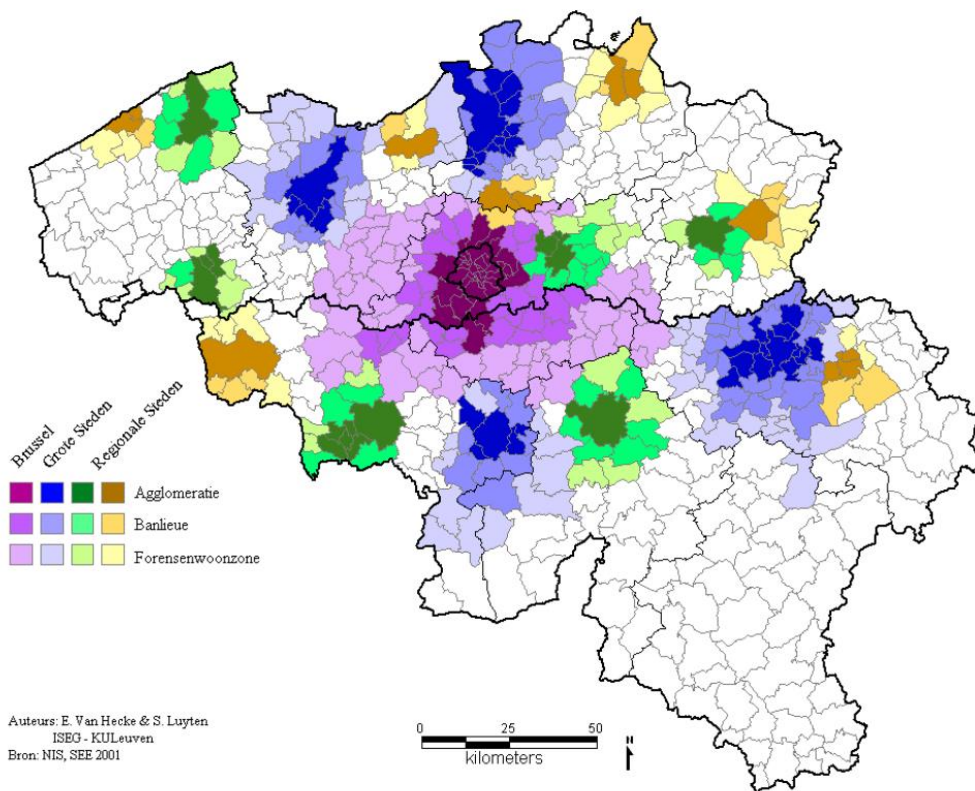 Brussel
Grote Steden
Regionale Steden
Agglomeratie
Banlieue
Forensenwoonzone
Auteurs: E. Van Hecke & S. Luyten
ISEG - KULeuven
Bron: NIS, SEE 2001
0 25 50
kilometers